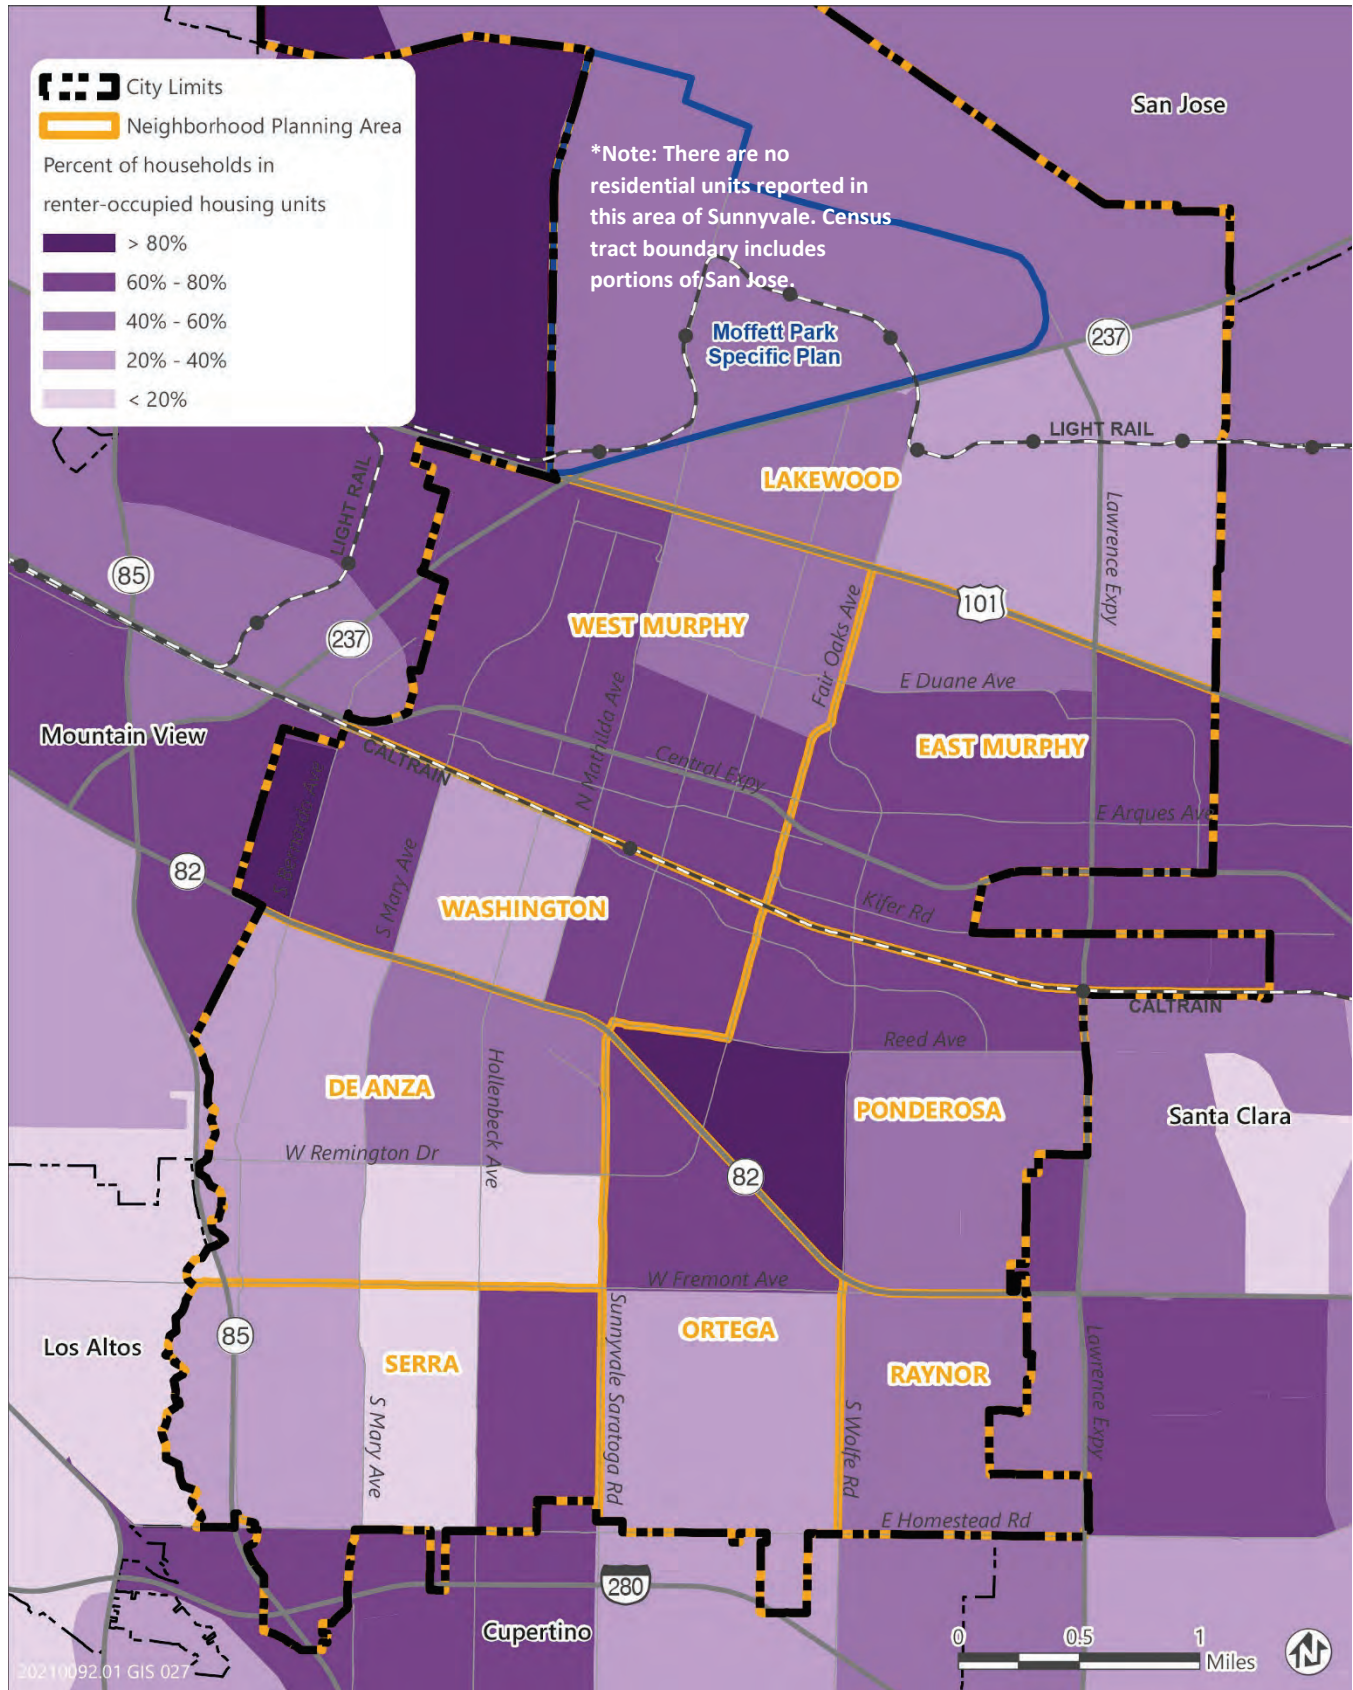 City Limits
Neighborhood Planning Area
Percent of households in
renter-occupied housing units
> 80%
60% - 80%
40% - 60%
20% - 40%
< 20%
San Jose
*Note: There are no
residential units reported in
this area of Sunnyvale. Census
tract boundary includes
portions of San Jose.
Moffett Park
Specific Plan
237
LIGHT RAIL
LAKEWOOD
LIGHT RAIL
Lawrence Expy
85
101
237
WEST MURPHY
Fair Oaks Ave
E Duane Ave
Mountain View
N Mathilda Ave
EAST MURPHY
CALTRAIN
Central Expy
E Arques Ave
82
S Mary Ave
WASHINGTON
Kifer Rd
CALTRAIN
Reed Ave
DE ANZA
Hollenbeck Ave
PONDEROSA
Santa Clara
W Remington Dr
82
W Fremont Ave
Los Altos
85
SERRA
Sunnyvale Saratoga Rd
ORTEGA
RAYNOR
Lawrence Expy
S Mary Ave
S Wolfe Rd
E Homestead Rd
280
Cupertino
0 0.5 1
Miles
N
20210092.01 GIS 027